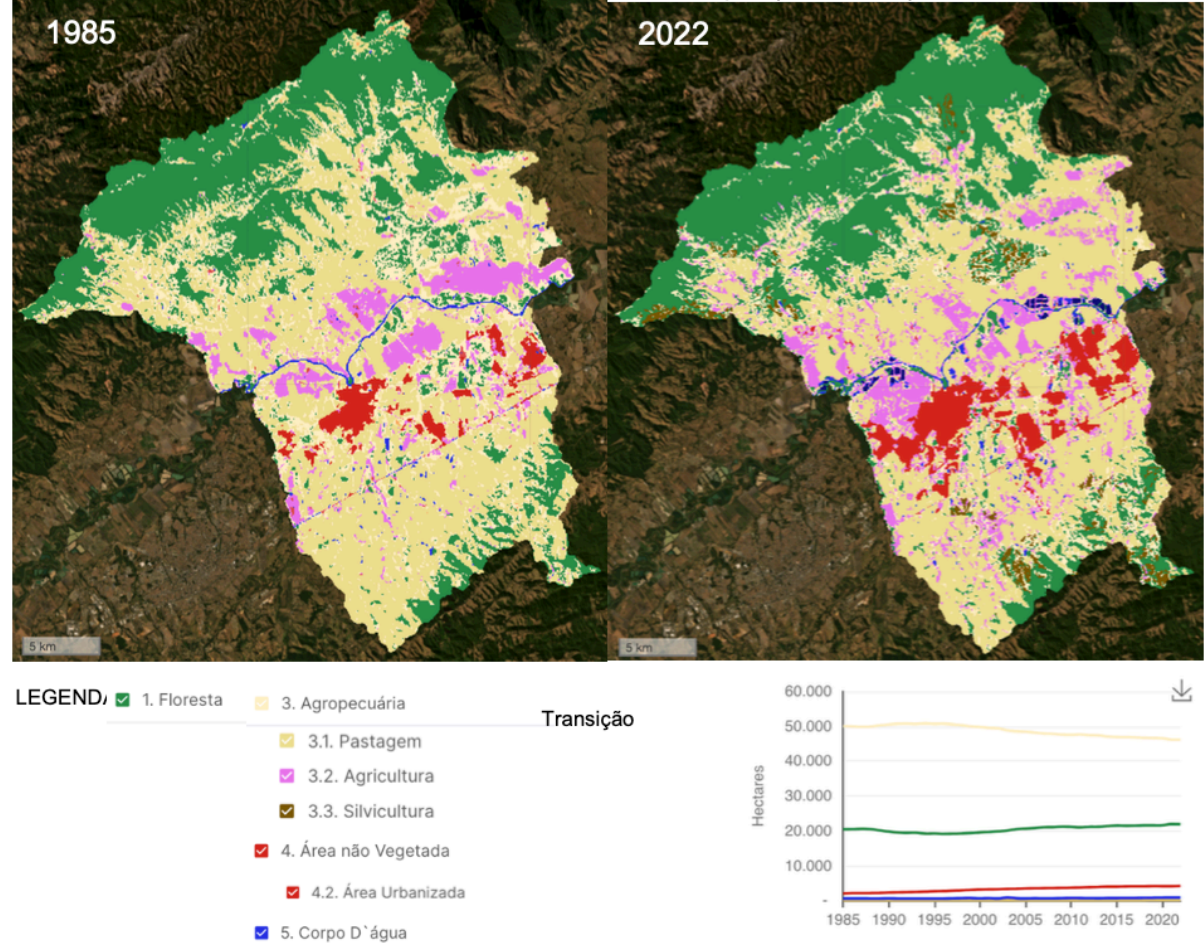 1985
2022
5 km
5 km
LEGENDA
1. Floresta
3. Agropecuária
3.1. Pastagem
3.2. Agricultura
3.3. Silvicultura
4. Área não Vegetada
4.2. Área Urbanizada
5. Corpo D`água
Transição
60.000
50.000
40.000
30.000
20.000
10.000
-
Hectares
1985 1990 1995 2000 2005 2010 2015 2020